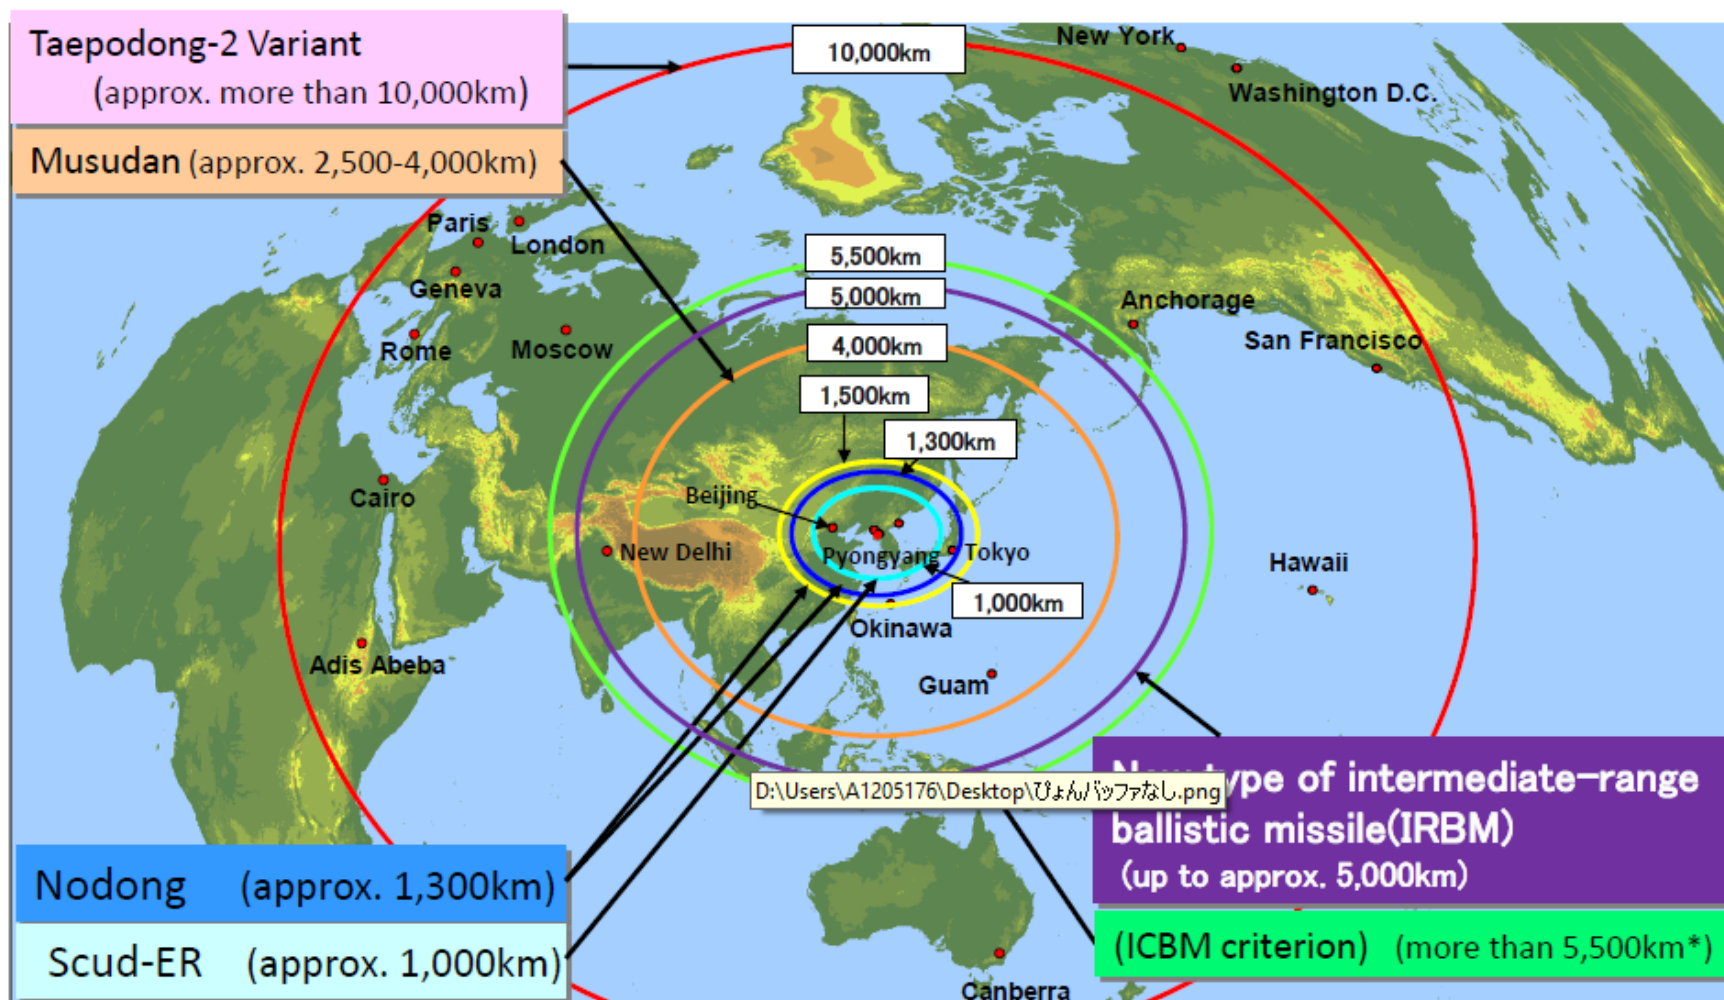 Taepodong-2 Variant
(approx. more than 10,000km)
Musudan (approx. 2,500-4,000km)
10,000km
New York
Washington D.C.
Paris
London
Geneva
Rome
Moscow
5,500km
5,000km
4,000km
1,500km
1,300km
Anchorage
San Francisco
Cairo
Beijing
New Delhi
Pyongyang
Tokyo
1,000km
Okinawa
Hawaii
Adis Abeba
Guam
D:\Users\A1205176\Desktop\ぴょんバッファなし.png
type of intermediate-range
ballistic missile(IRBM)
(up to approx. 5,000km)
Nodong (approx. 1,300km)
Scud-ER (approx. 1,000km)
(ICBM criterion) (more than 5,500km*)
Canberra